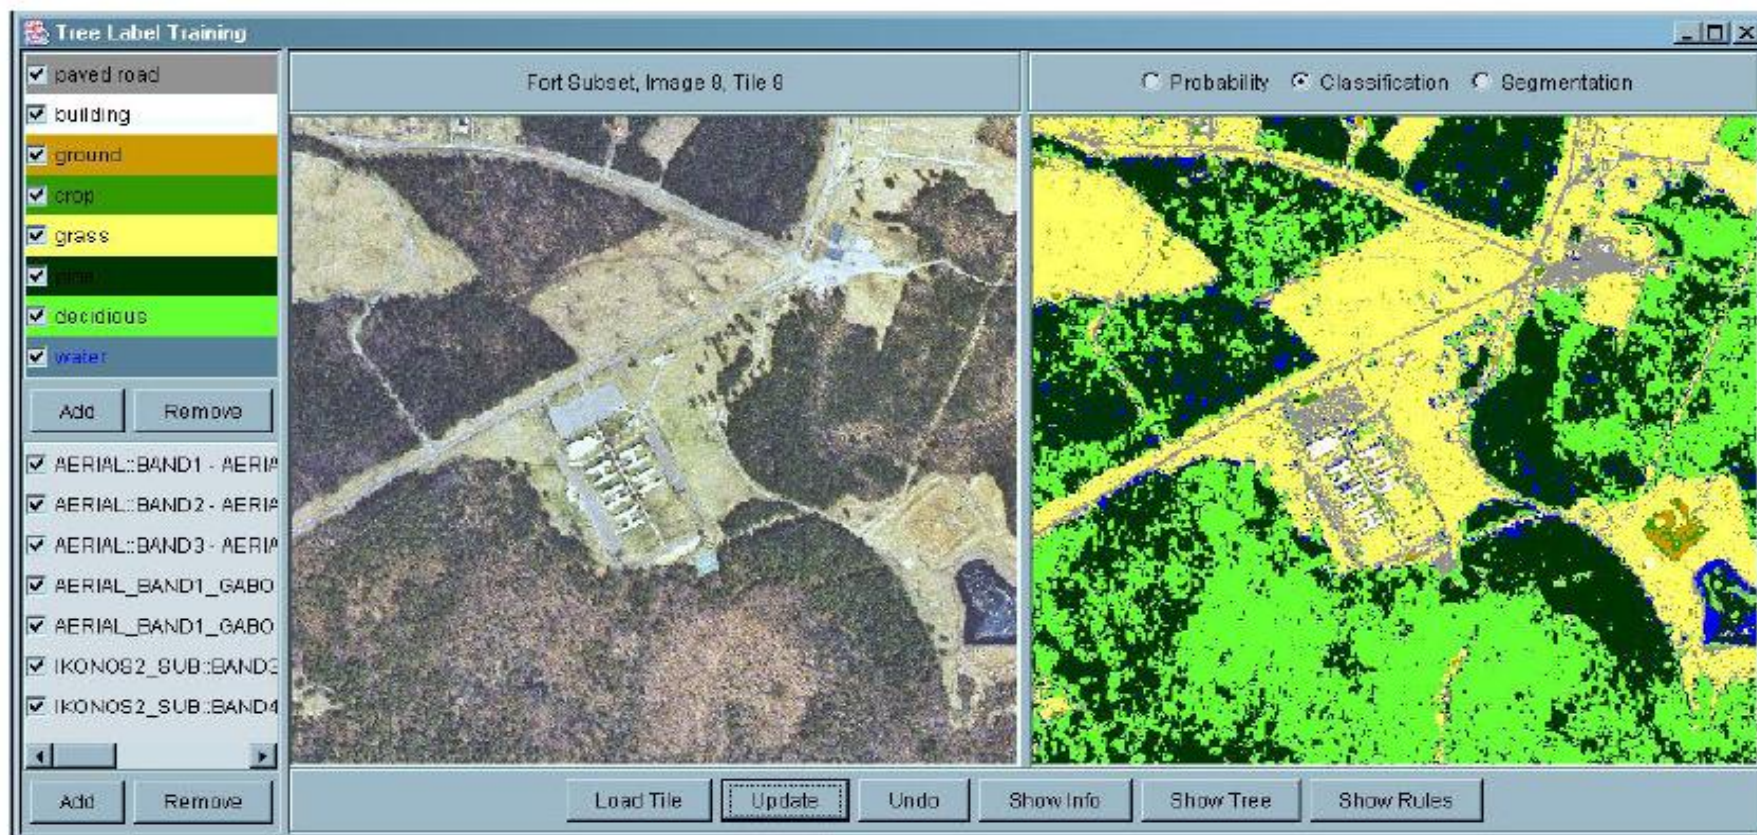 Tree Label Training
paved road
building
ground
crop
grass
pine
decidious
water
Add Remove
AERIAL::BAND1 - AERIA
AERIAL::BAND2 - AERIA
AERIAL::BAND3 - AERIA
AERIAL_BAND1_GABO
AERIAL_BAND1_GABO
IKONOS2_SUB::BAND3
IKONOS2_SUB::BAND4
Add Remove
Fort Subset, Image 8, Tile 8
Probability Classification Segmentation
Load Tile Update Undo Show Info Show Tree Show Rules